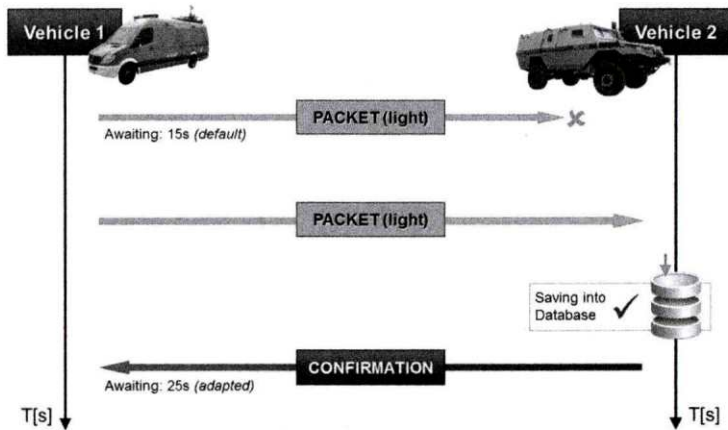 Vehicle 1
Vehicle 2
PACKET (light)
Awaiting: 15s (default)
PACKET (light)
Saving into
Database
CONFIRMATION
Awaiting: 25s (adapted)
T[s]
T[s]